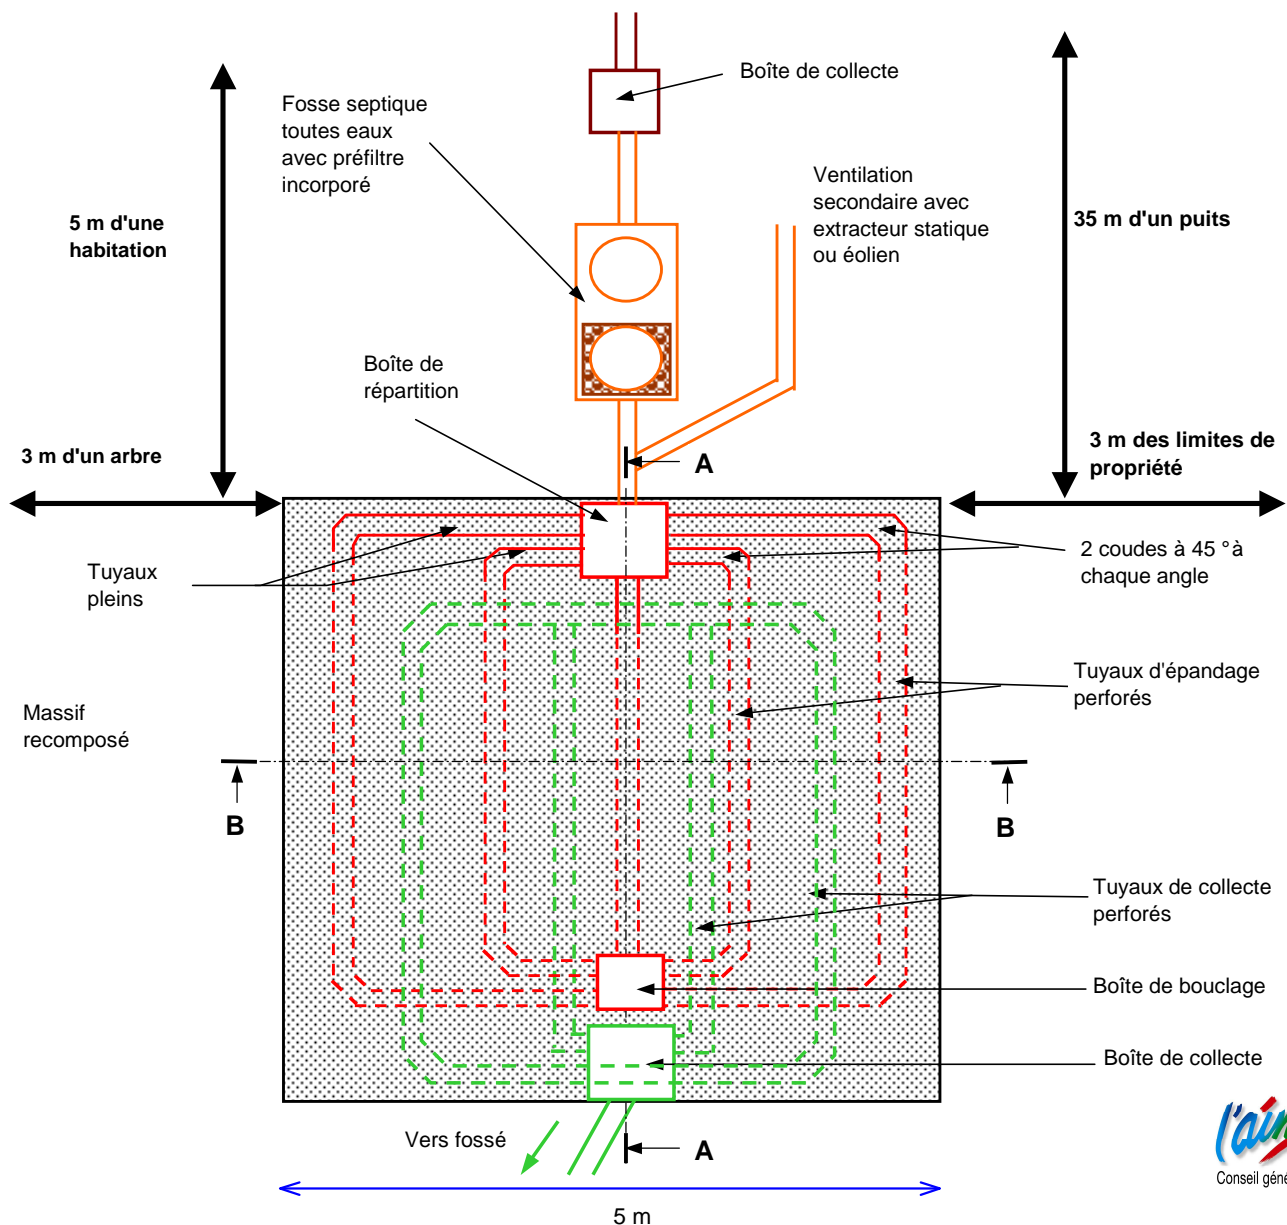 Boîte de collecte
Fosse septique
toutes eaux
avec préfiltre
incorporé
Ventilation
secondaire avec
extracteur statique
ou éolien
5 m d'une
habitation
35 m d'un puits
Boîte de
répartition
3 m d'un arbre
3 m des limites de
propriété
A
Tuyaux
pleins
2 coudes à 45 °à
chaque angle
Tuyaux d'épandage
perforés
Massif
recomposé
B
B
Tuyaux de collecte
perforés
Boîte de bouclage
Boîte de collecte
Vers fossé
A
5 m
l'ain
Conseil géné